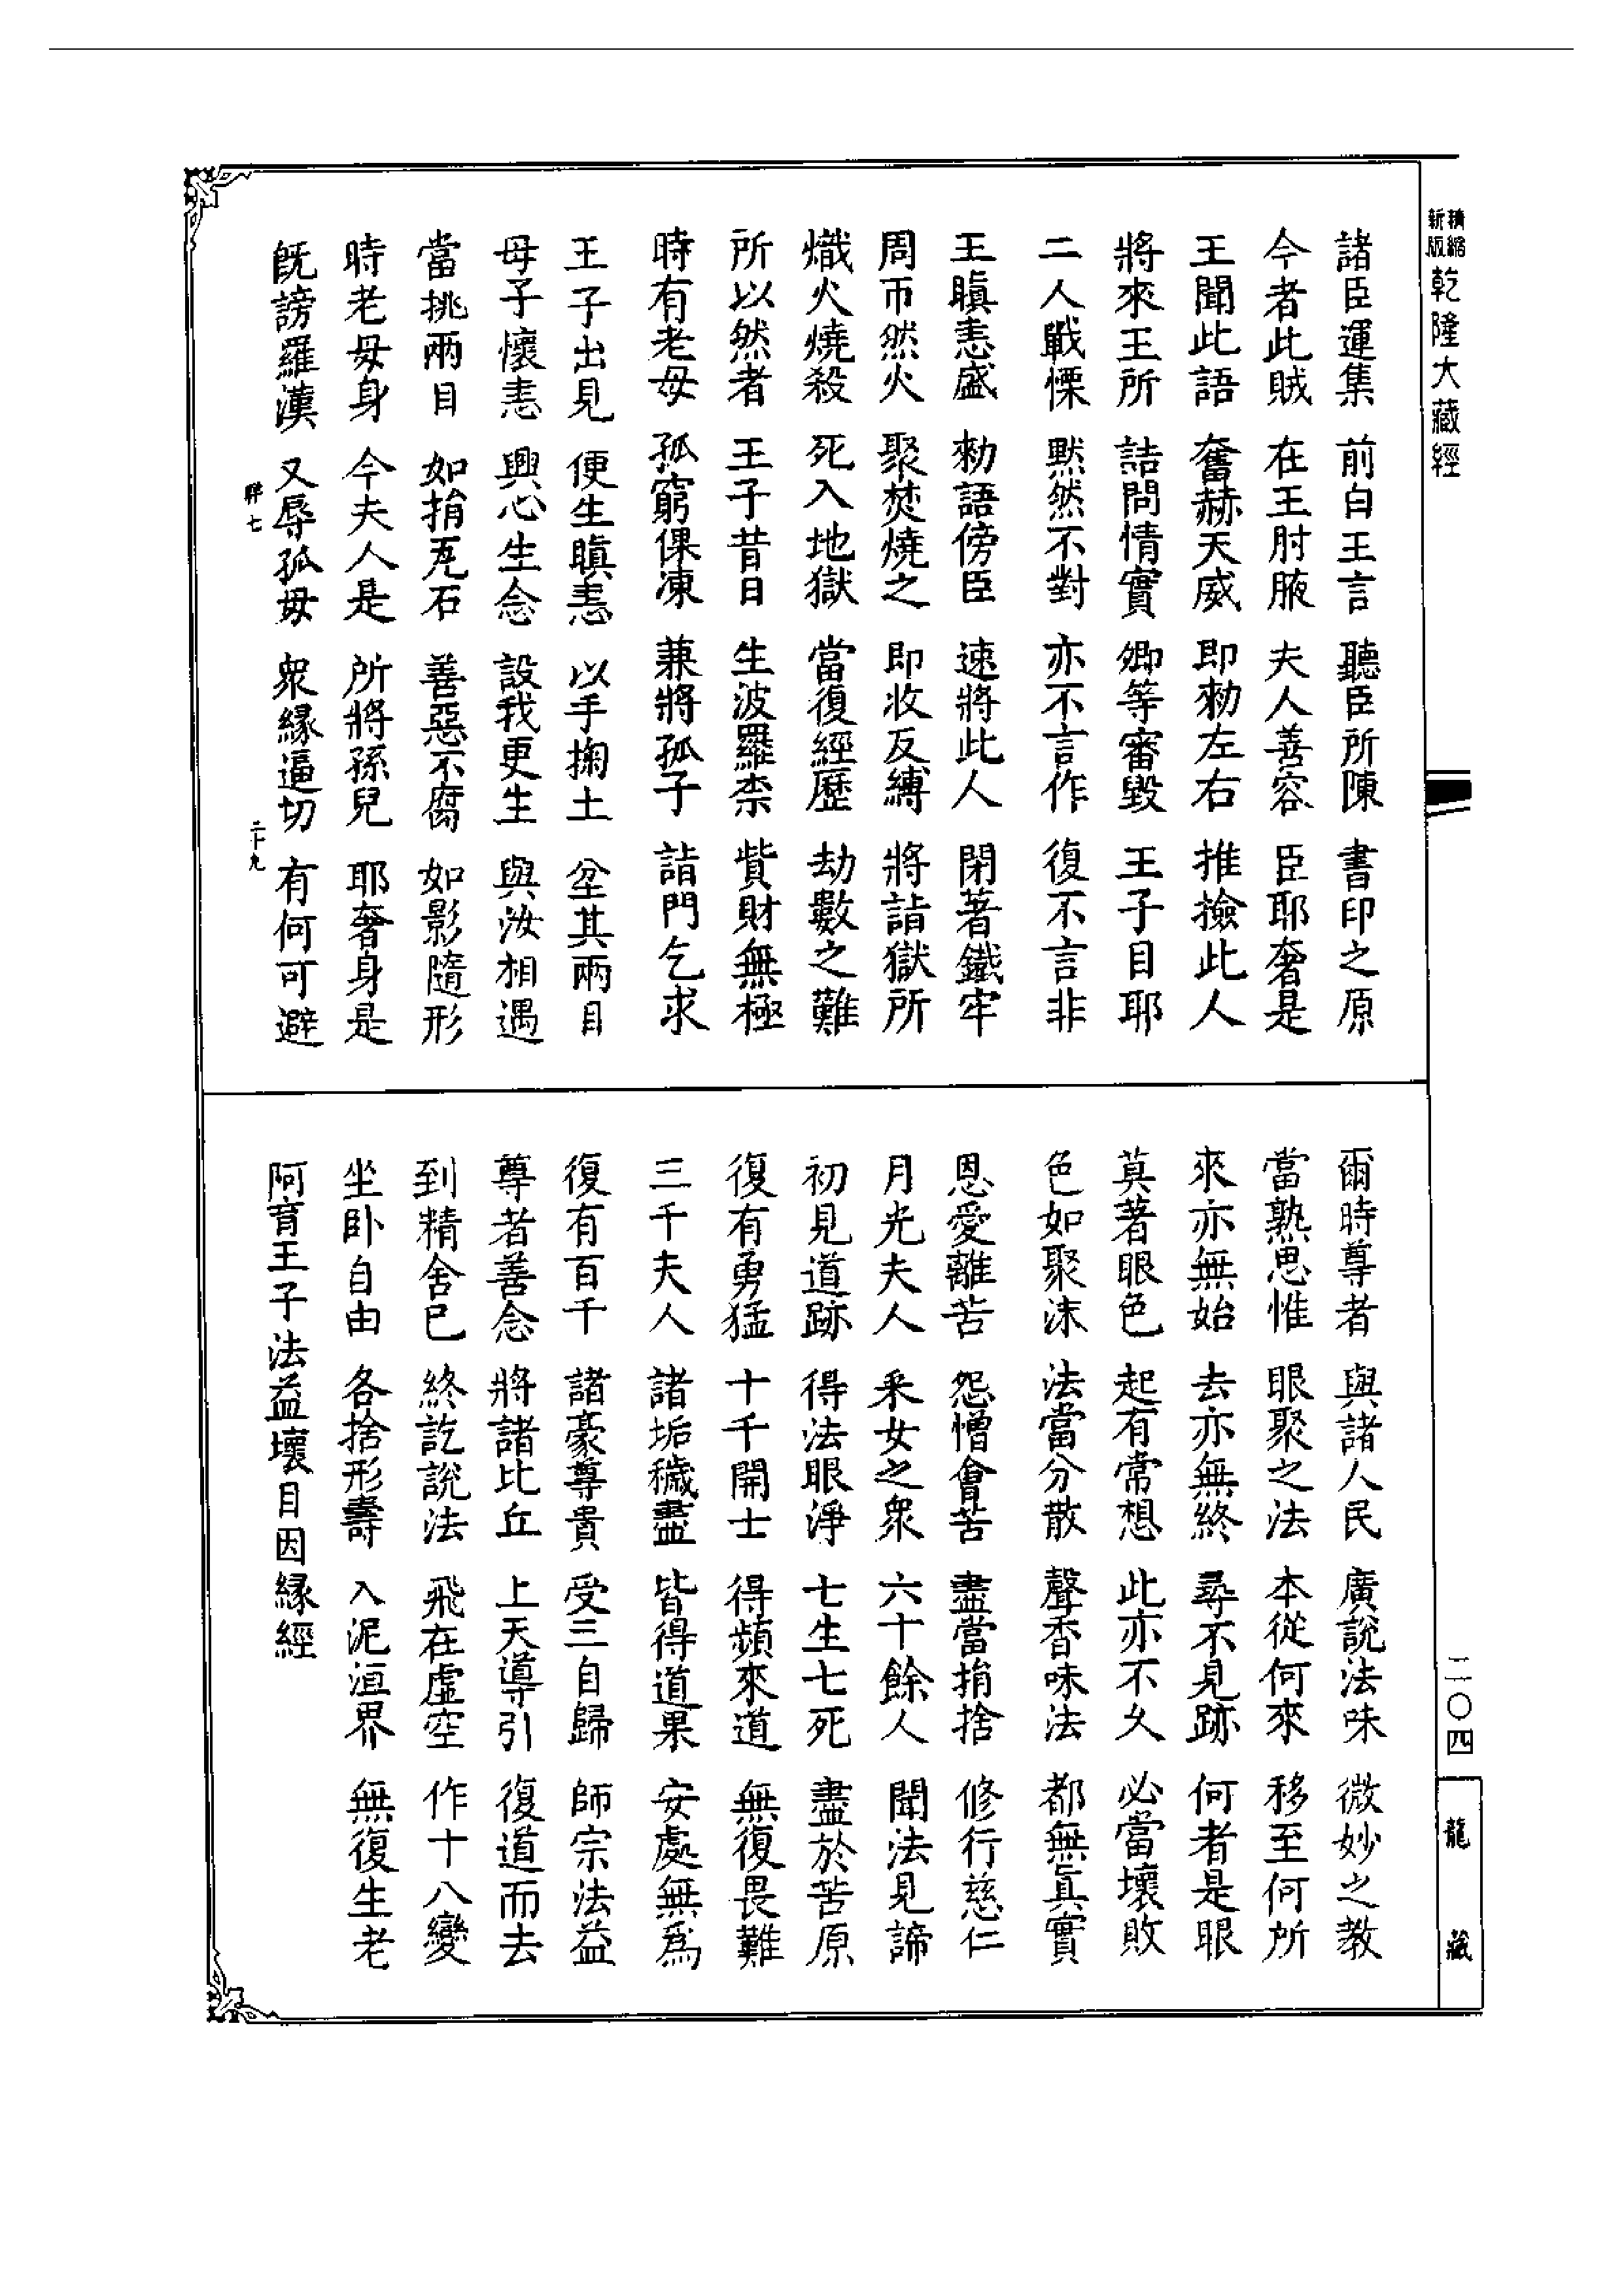 精縮
新版
乾隆大藏經
諸臣運集 前白王言 聽臣所陳 書印之原
今者此賊 在王肘腋 夫人善容 臣耶奢是
王聞此語 奮赫天威 即勑左右 推撿此人
將來王所 詰問情實 卿等審毀 王子目耶
二人戰慄 默然不對 亦不言作 復不言非
王瞋恚盛 勑語傍臣 速將此人 閉著鐵牢
周帀然火 聚焚燒之 即收反縛 將詣獄所
熾火燒殺 死入地獄 當復經歷 劫數之難
所以然者 王子昔日 生波羅柰 貲財無極
時有老母 孤窮倮凍 兼將孤子 詣門乞求
王子出見 便生瞋恚 以手掬土 坌其兩目
母子懷恚 興心生念 設我更生 與汝相遇
當挑兩目 如捐瓦石 善惡不腐 如影隨形
時老母身 今夫人是 所將孫兒 耶奢身是
旣謗羅漢 又辱孤母 衆緣逼切 有何可避
七 二十九
爾時尊者 與諸人民 廣說法味 微妙之教
當熟思惟 眼聚之法 本從何來 移至何所
來亦無始 去亦無終 尋不見跡 何者是眼
莫著眼色 起有常想 此亦不久 必當壞敗
色如聚沫 法當分散 聲香味法 都無眞實
恩愛離苦 怨憎會苦 盡當捐捨 修行慈仁
月光夫人 釆女之衆 六十餘人 聞法見諦
初見道跡 得法眼淨 七生七死 盡於苦原
復有勇猛 十千開士 得頻來道 無復畏難
三千夫人 諸垢穢盡 皆得道果 安處無爲
復有百千 諸豪尊貴 受三自歸 師宗法益
尊者善念 將諸比丘 上天導引 復道而去
到精舍已 終訖說法 飛在虛空 作十八變
坐卧自由 各捨形壽 入泥洹界 無復生老
阿育王子法益壞目因緣經
二〇四
龍藏